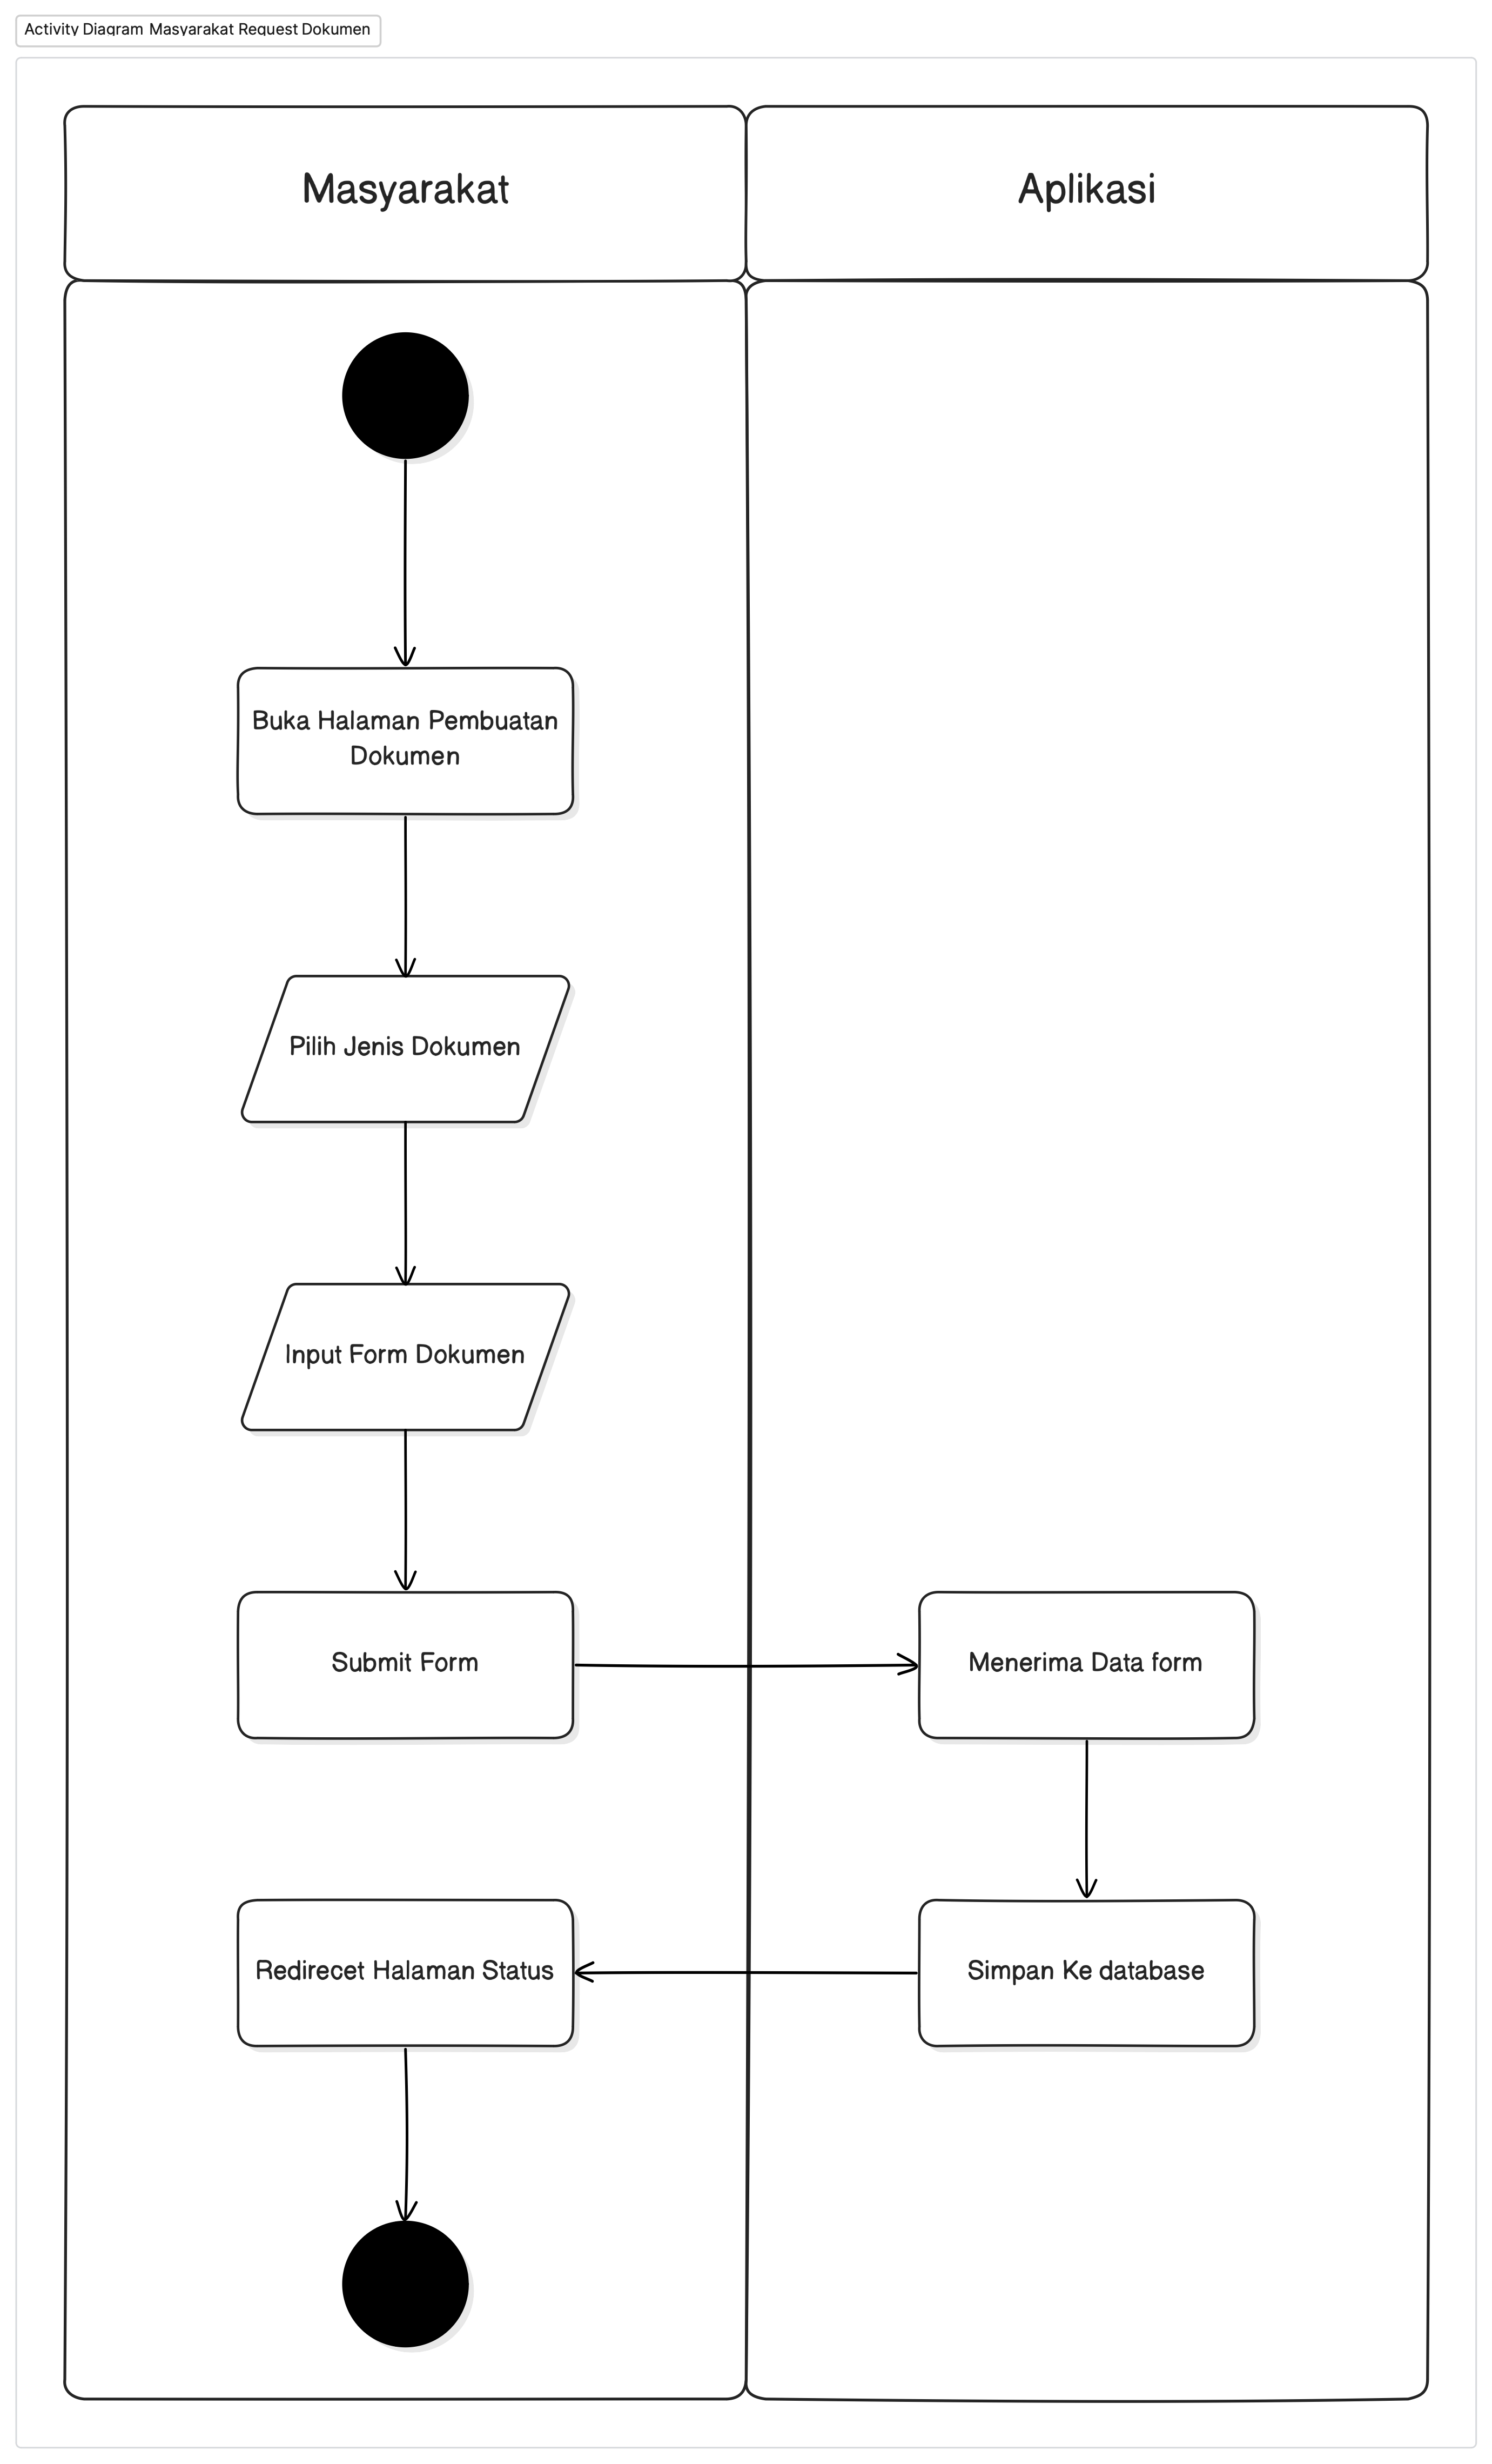 Activity Diagram Masyarakat Request Dokumen
Masyarakat
Aplikasi
Buka Halaman Pembuatan
Dokumen
Pilih Jenis Dokumen
Input Form Dokumen
Submit Form
Menerima Data form
Redirecet Halaman Status
Simpan Ke database